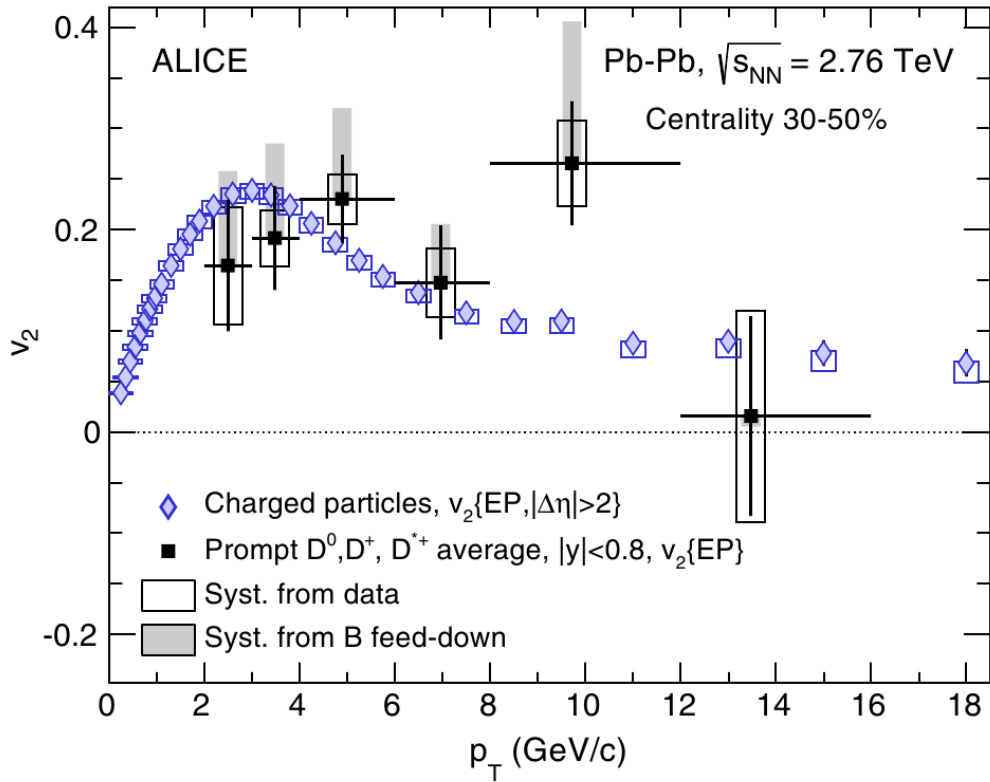 0.4
ALICE
Pb-Pb, √sNN = 2.76 TeV
Centrality 30-50%
0.2
v2
0
Charged particles, v2{EP,|Δη|>2}
Prompt D0,D+, D*+ average, |y|<0.8, v2{EP}
Syst. from data
Syst. from B feed-down
-0.2
0 2 4 6 8 10 12 14 16 18
pT (GeV/c)